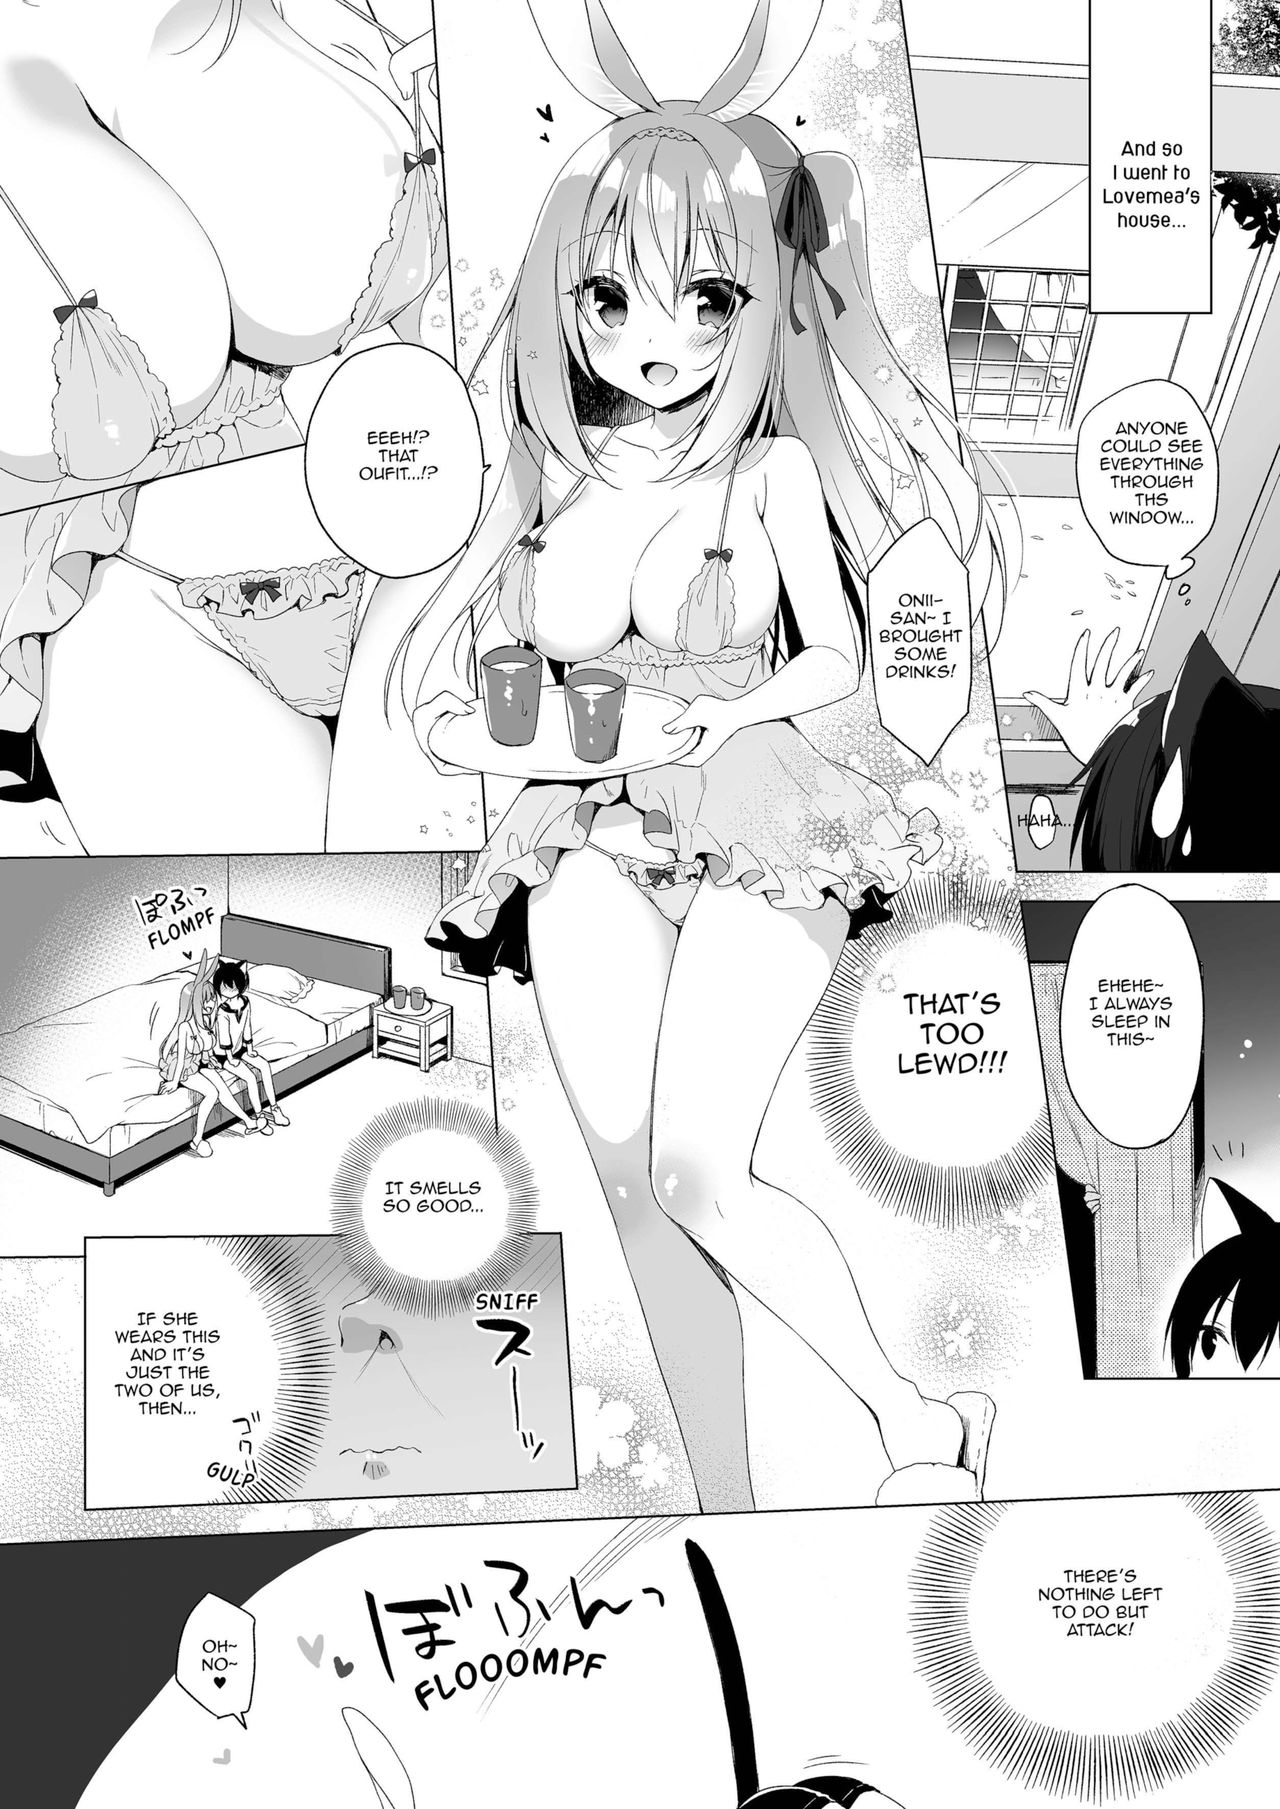 And so
I went to
Lovemea's
house...
ANYONE
COULD SEE
EVERYTHING
THROUGH
THS
WINDOW...
HAHA...
ONII-
SAN~ I
BROUGHT
SOME
DRINKS!
EEEH!?
THAT
OUFIT...!?
EHEHE~
I ALWAYS
SLEEP IN
THIS~
THAT'S
TOO
LEWD!!!
ぽふっ
FLOMPF
IT SMELLS
SO GOOD...
SNIFF
スーッ
IF SHE
WEARS THIS
AND IT'S
JUST THE
TWO OF US,
THEN...
ゴクッ
GULP
THERE'S
NOTHING LEFT
TO DO BUT
ATTACK!
ぼふんっ
FLOOOMPF
OH~
NO~
♥